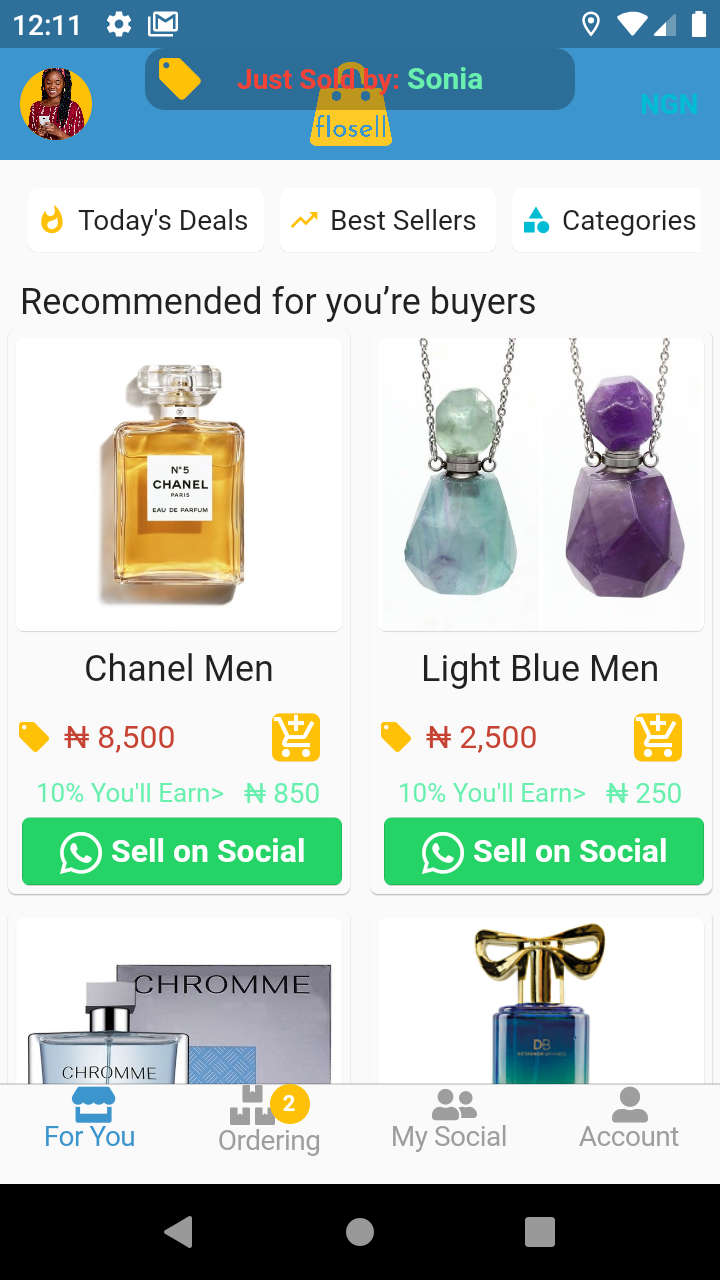 12:11
Just Sold by: Sonia
flosell
NGN
Today's Deals
Best Sellers
Categories
Recommended for you’re buyers
N°5
CHANEL
PARIS
EAU DE PARFUM
Chanel Men
Light Blue Men
₦ 8,500
₦ 2,500
10% You'll Earn> ₦ 850
10% You'll Earn> ₦ 250
Sell on Social
Sell on Social
CHROMME
CHROMME
DB
DESIGNER BRANDS
For You
Ordering
2
My Social
Account